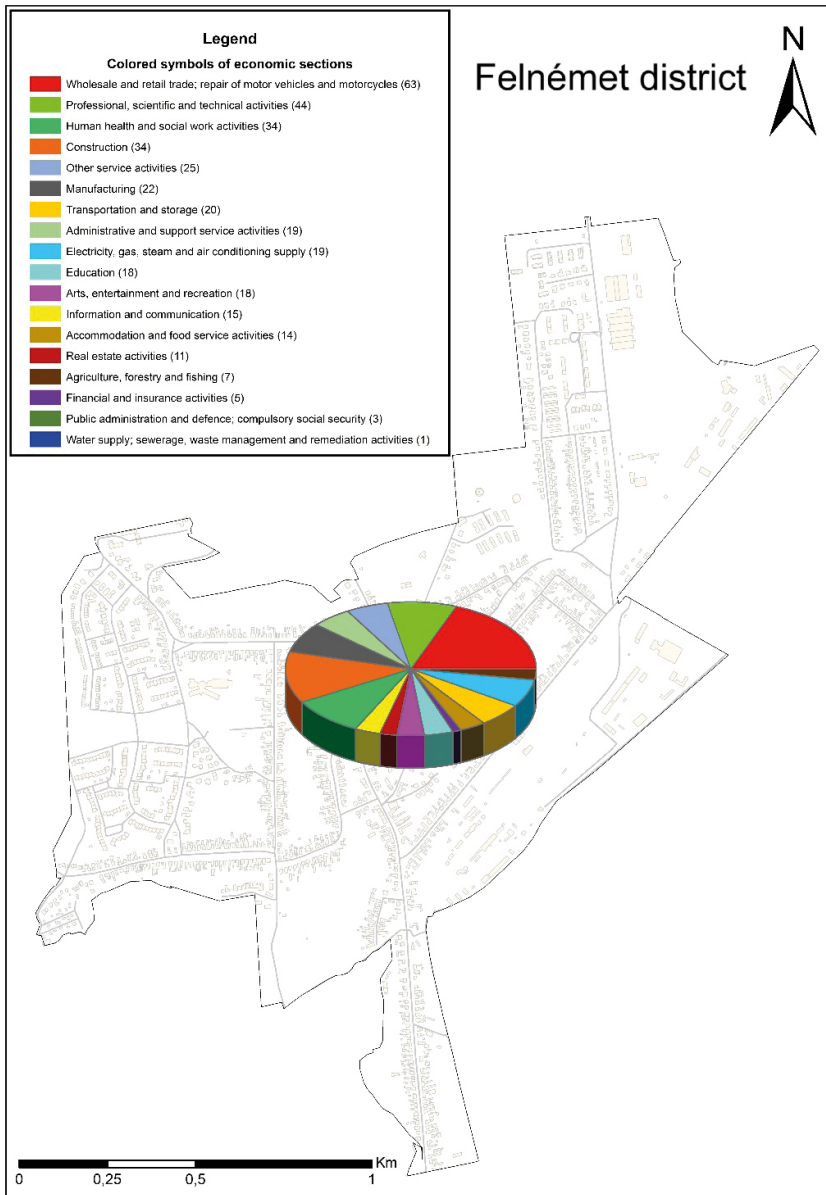 Legend
Colored symbols of economic sections
Wholesale and retail trade; repair of motor vehicles and motorcycles (63)
Professional, scientific and technical activities (44)
Human health and social work activities (34)
Construction (34)
Other service activities (25)
Manufacturing (22)
Transportation and storage (20)
Administrative and support service activities (19)
Electricity, gas, steam and air conditioning supply (19)
Education (18)
Arts, entertainment and recreation (18)
Information and communication (15)
Accommodation and food service activities (14)
Real estate activities (11)
Agriculture, forestry and fishing (7)
Financial and insurance activities (5)
Public administration and defence; compulsory social security (3)
Water supply; sewerage, waste management and remediation activities (1)
Felnémet district
N
Km
0 0,25 0,5 1